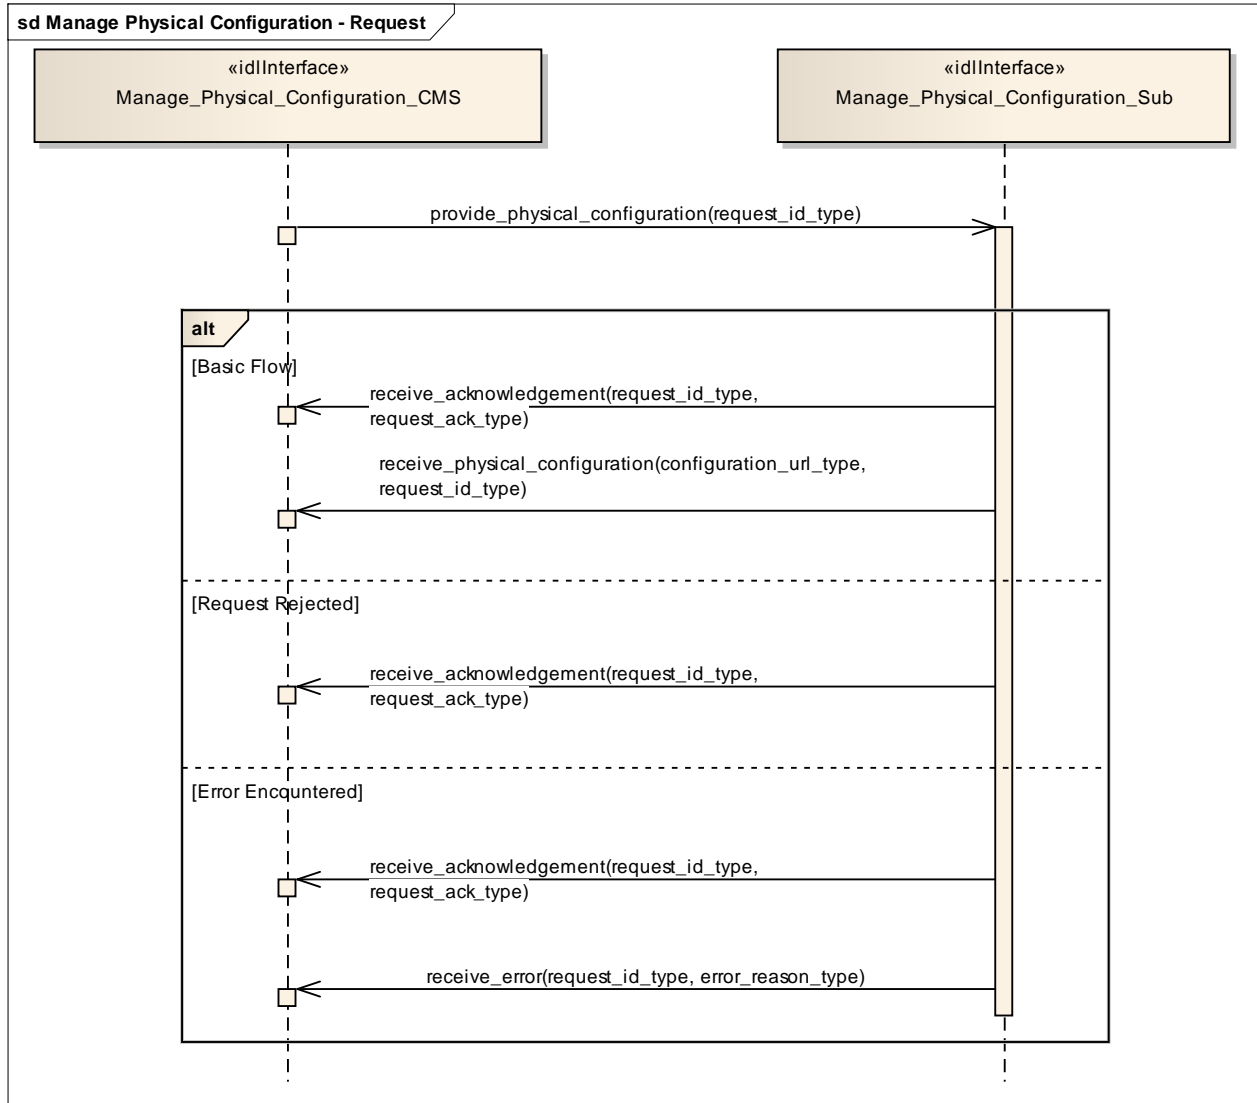 sd Manage Physical Configuration - Request
«idlInterface»
Manage_Physical_Configuration_CMS
«idlInterface»
Manage_Physical_Configuration_Sub
provide_physical_configuration(request_id_type)
alt
[Basic Flow]
receive_acknowledgement(request_id_type,
request_ack_type)
receive_physical_configuration(configuration_url_type,
request_id_type)
[Request Rejected]
receive_acknowledgement(request_id_type,
request_ack_type)
[Error Encountered]
receive_acknowledgement(request_id_type,
request_ack_type)
receive_error(request_id_type, error_reason_type)